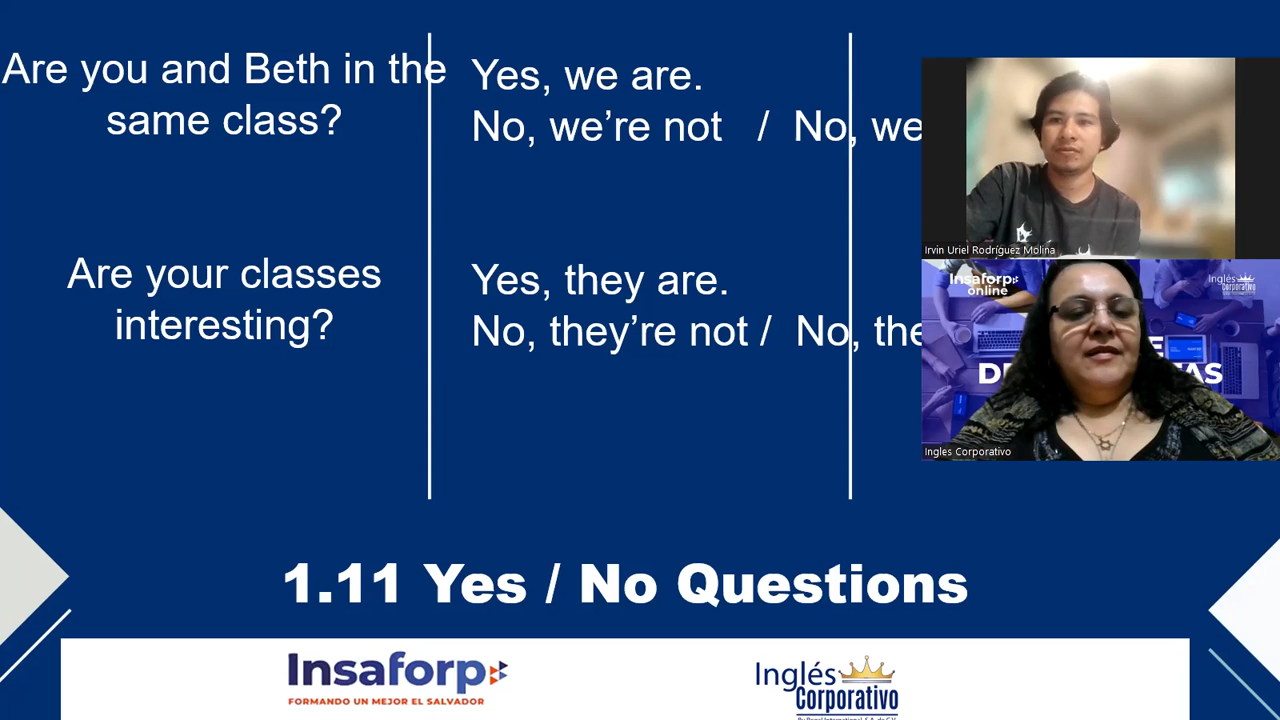 Are you and Beth in the
same class?
Yes, we are.
No, we're not / No, we
Are your classes
interesting?
Yes, they are.
No, they're not / No, the
1.11 Yes / No Questions
Insaforp
FORMANDO UN MEJOR EL SALVADOR
Inglés
Corporativo
Irvin Uriel Rodríguez Molina
Insaforp
online
Inglés
Corporativo
Ingles Corporativo